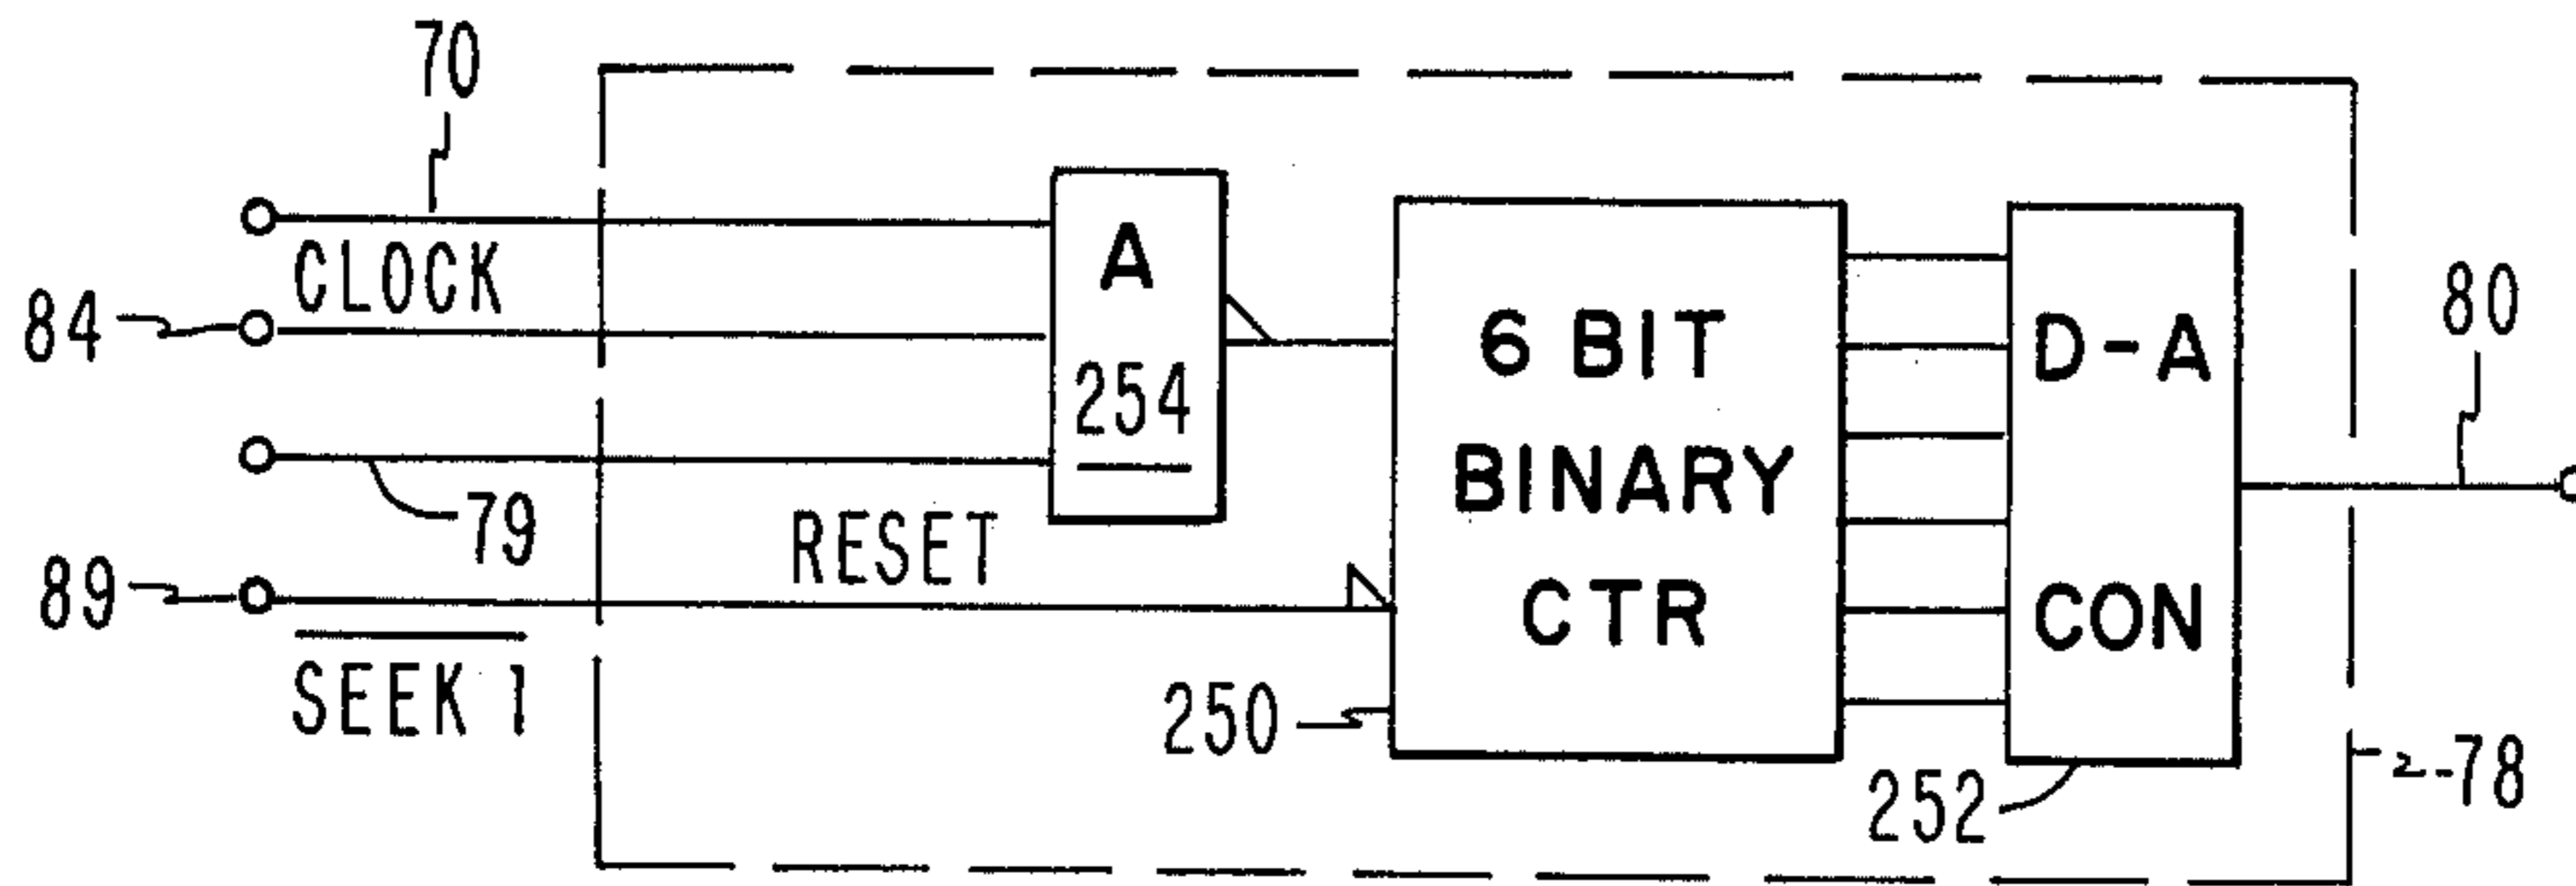 70
CLOCK
84
A
254
6 BIT
BINARY
CTR
D-A
CON
80
79
RESET
89
SEEK 1
250
252
78